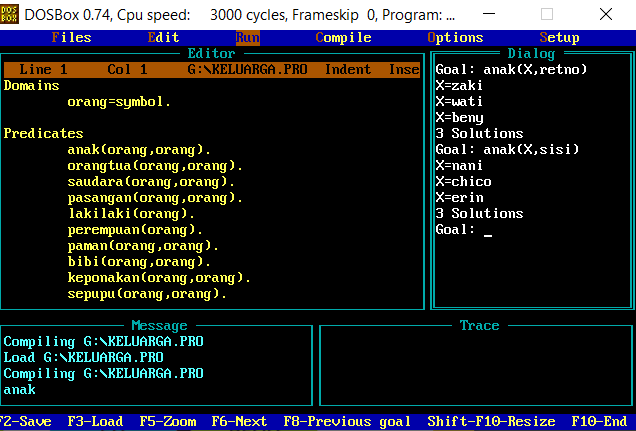 DOS BOX
DOSBox 0.74, Cpu speed: 3000 cycles, Frameskip 0, Program: ...
Files Edit Run Compile Options Setup
Editor
Line 1 Col 1 G:\KELUARGA.PRO Indent Inse
Domains
orang=symbol.
Predicates
anak(orang,orang).
orangtua(orang,orang).
saudara(orang,orang).
pasangan(orang,orang).
lakilaki(orang).
perempuan(orang).
paman(orang,orang).
bibi(orang,orang).
keponakan(orang,orang).
sepupu(orang,orang).
Dialog
Goal: anak(X,retno)
X=zaki
X=wati
X=beny
3 Solutions
Goal: anak(X,sisi)
X=nani
X=chico
X=erin
3 Solutions
Goal: _
Message
Compiling G:\KELUARGA.PRO
Load G:\KELUARGA.PRO
Compiling G:\KELUARGA.PRO
anak
Trace
F2-Save F3-Load F5-Zoom F6-Next F8-Previous goal Shift-F10-Resize F10-End